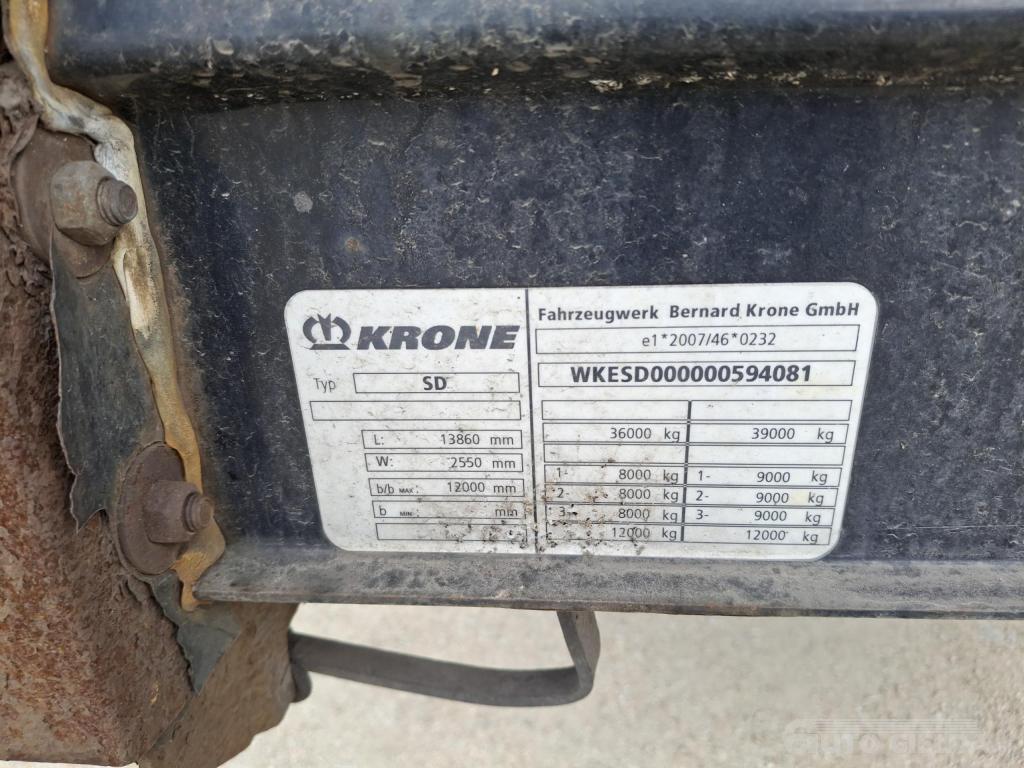 KRONE
Typ SD
L: 13860 mm
W: 2550 mm
b/b MAX: 12000 mm
b MIN: mm
Fahrzeugwerk Bernard Krone GmbH
e1*2007/46*0232
WKESD000000594081
36000 kg 39000 kg
1- 8000 kg 1- 9000 kg
2- 8000 kg 2- 9000 kg
3- 8000 kg 3- 9000 kg
12000 kg 12000 kg